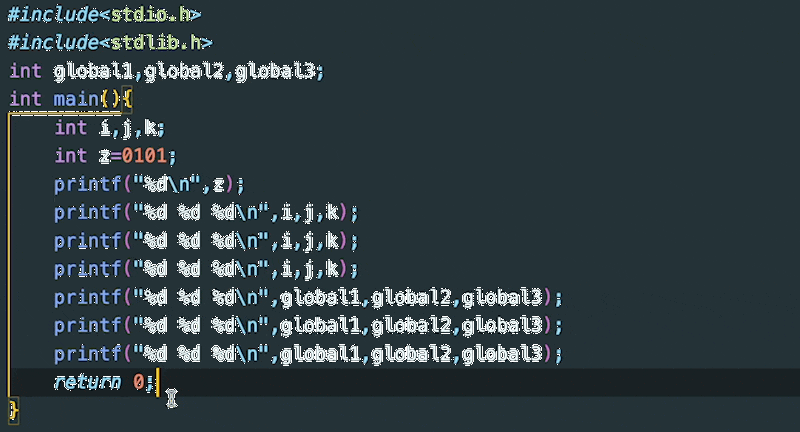 #include<stdio.h>
#include<stdlib.h>
int global1,global2,global3;
int main(){
    int i,j,k;
    int z=0101;
    printf("%d\n",z);
    printf("%d %d %d\n",i,j,k);
    printf("%d %d %d\n",i,j,k);
    printf("%d %d %d\n",i,j,k);
    printf("%d %d %d\n",global1,global2,global3);
    printf("%d %d %d\n",global1,global2,global3);
    printf("%d %d %d\n",global1,global2,global3);
    return 0;
}